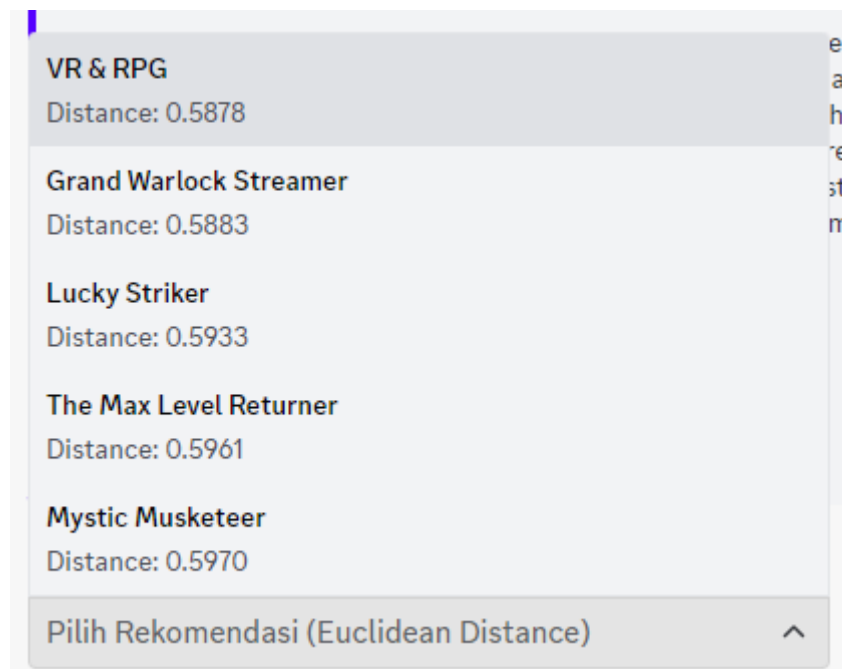 VR & RPG
Distance: 0.5878
Grand Warlock Streamer
Distance: 0.5883
Lucky Striker
Distance: 0.5933
The Max Level Returner
Distance: 0.5961
Mystic Musketeer
Distance: 0.5970
Pilih Rekomendasi (Euclidean Distance)